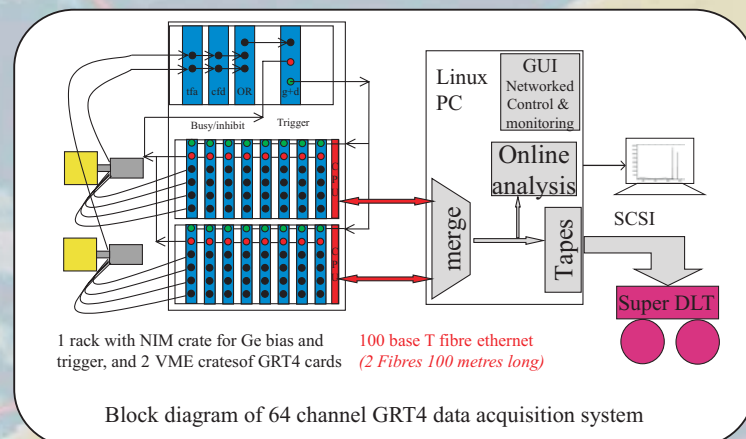 Linux
PC
GUI
Networked
Control &
monitoring
tfa
cfd
OR
g+d
Busy/inhibit
Trigger
CPU
Online
analysis
merge
Tapes
SCSI
CPU
Super DLT
1 rack with NIM crate for Ge bias and
trigger, and 2 VME cratesof GRT4 cards
100 base T fibre ethernet
(2 Fibres 100 metres long)
Block diagram of 64 channel GRT4 data acquisition system